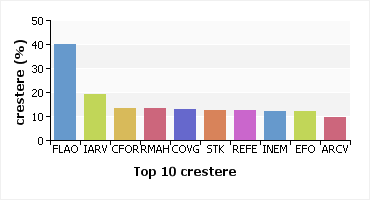 crestere (%)
50
40
30
20
10
0
FLAO IARV CFOR RMAH COVG STK REFE INEM EFO ARCV
Top 10 crestere